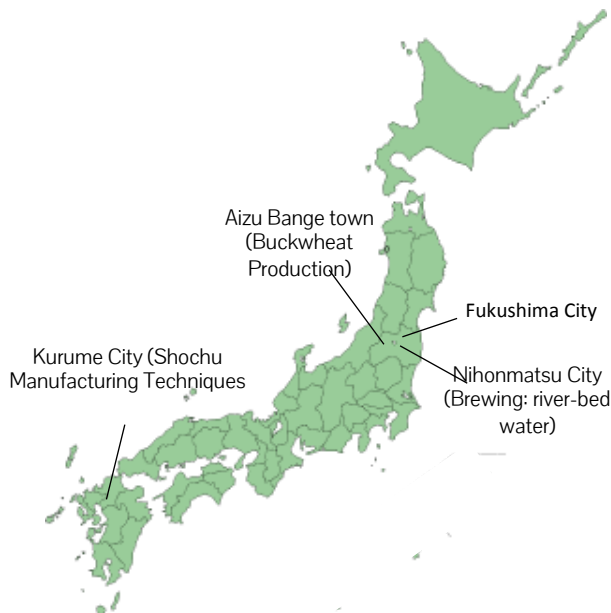 Aizu Bange town
(Buckwheat
Production)
Fukushima City
Kurume City (Shochu
Manufacturing Techniques
Nihonmatsu City
(Brewing: river-bed
water)